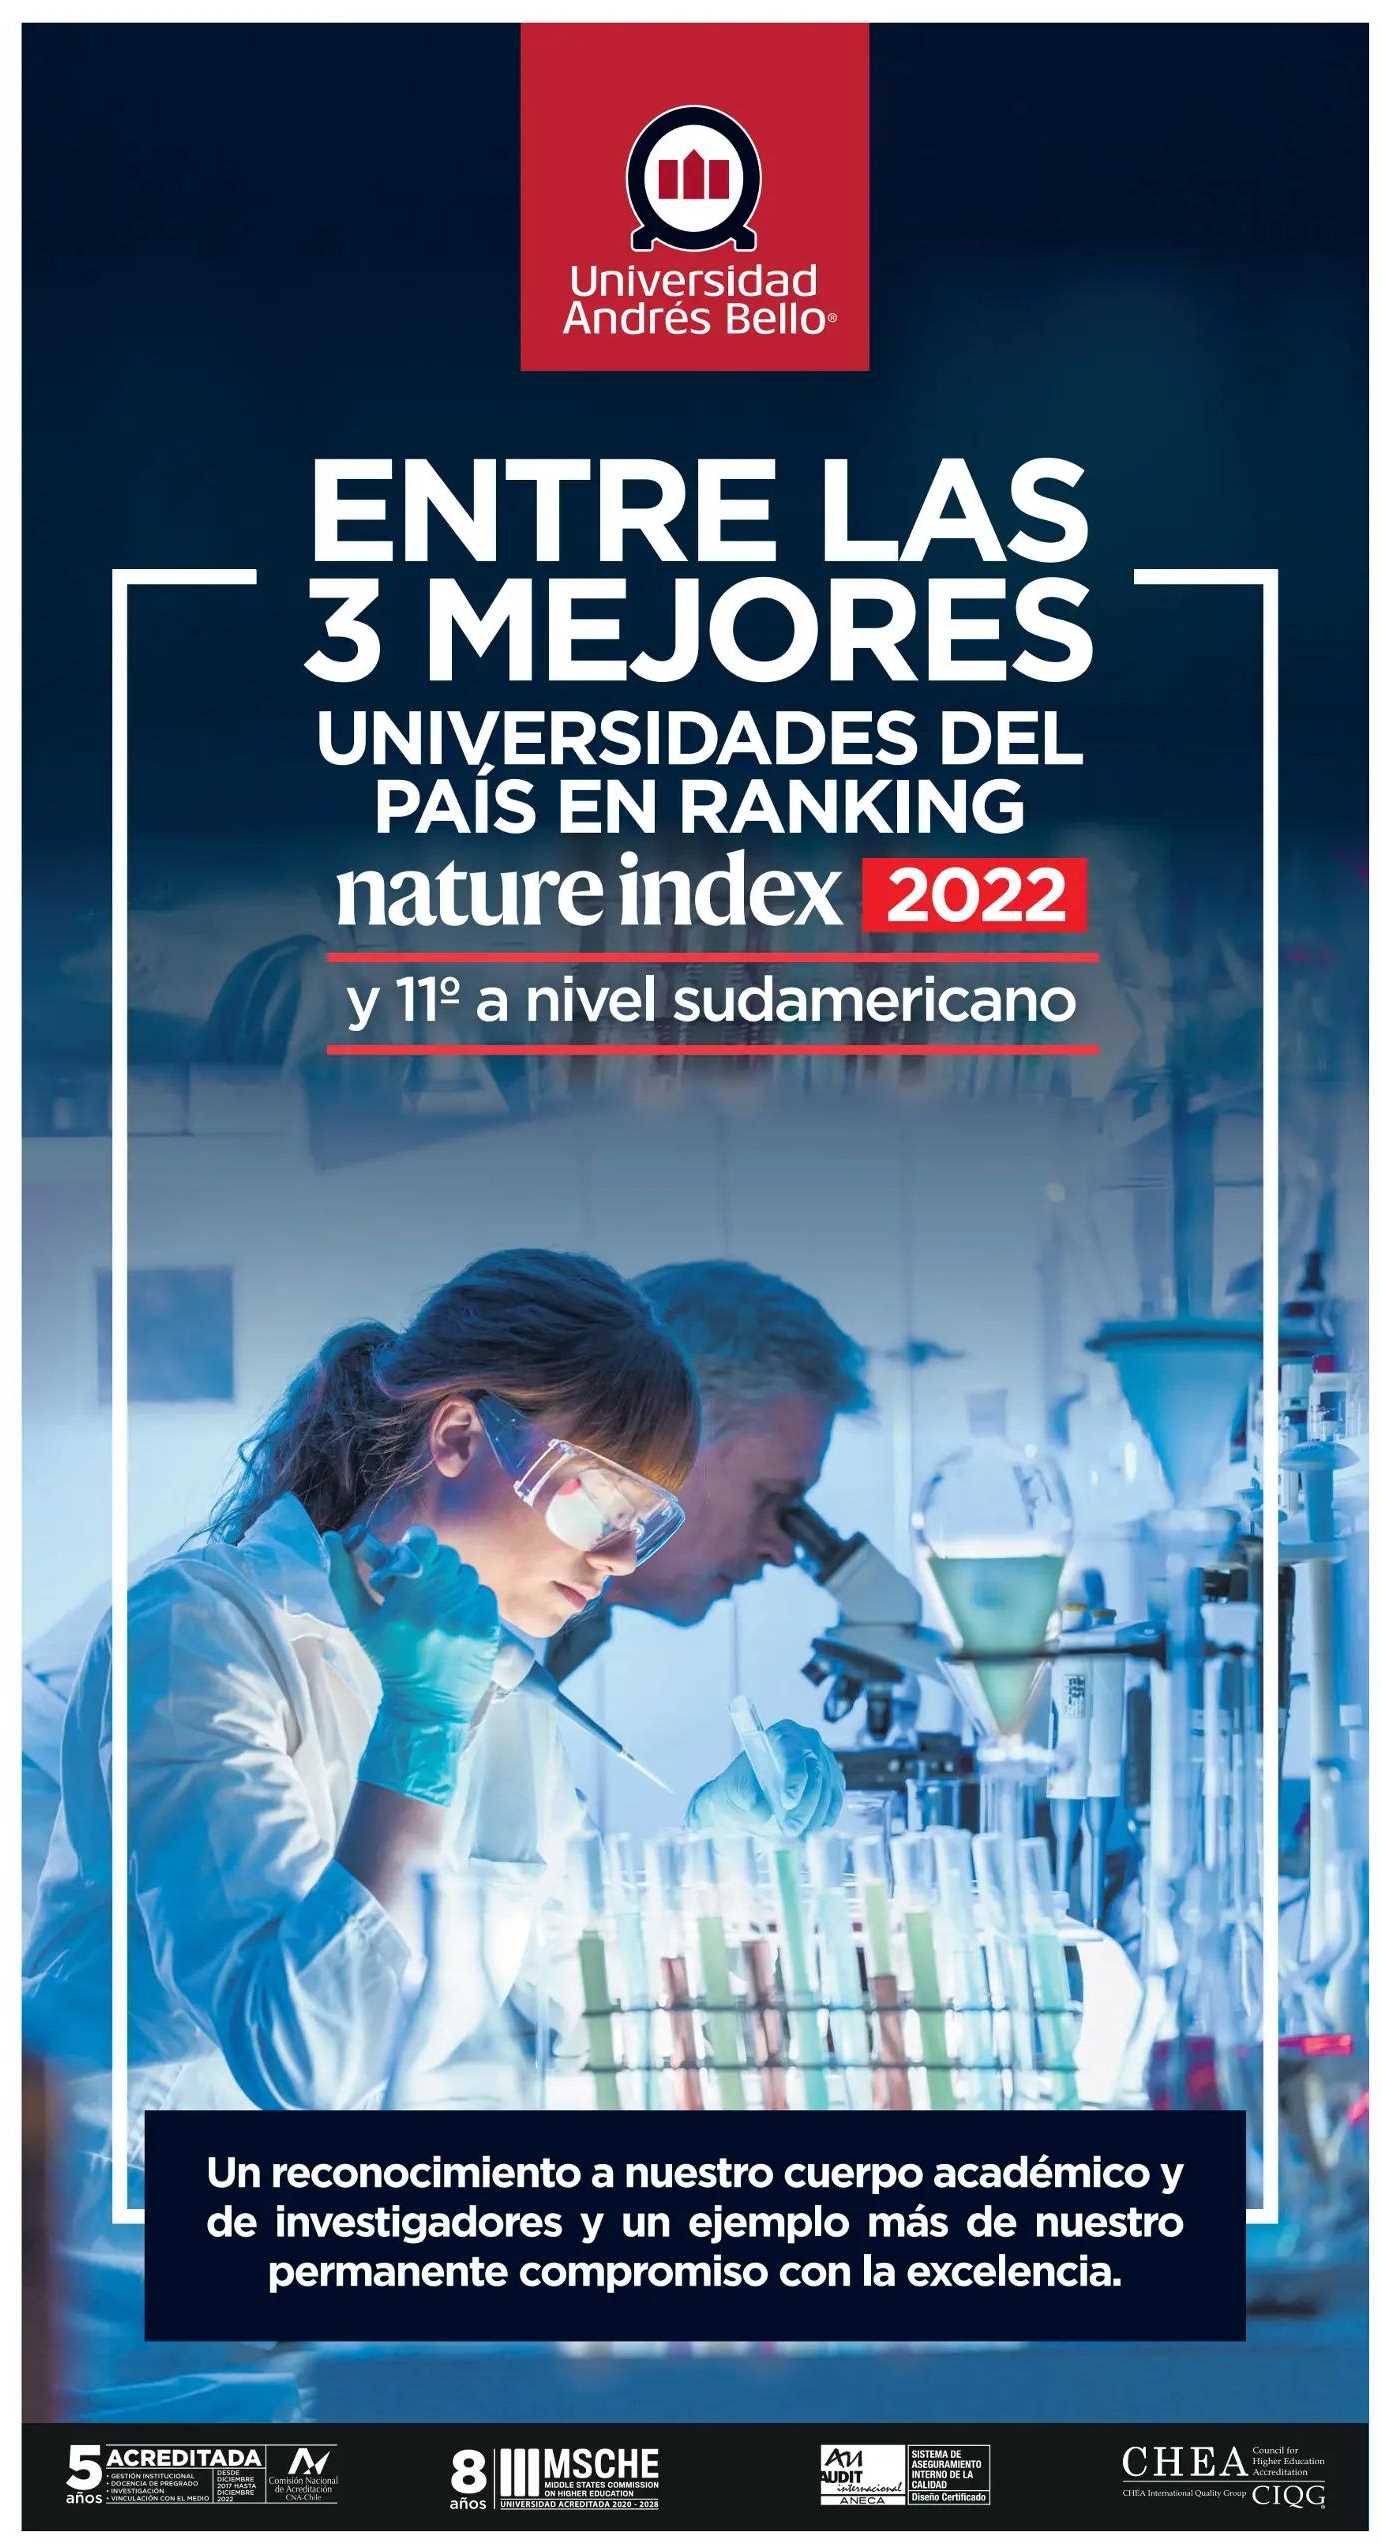 Universidad
Andrés Bello®
ENTRE LAS
3 MEJORES
UNIVERSIDADES DEL
PAÍS EN RANKING
nature index 2022
y 11º a nivel sudamericano
Un reconocimiento a nuestro cuerpo académico y
de investigadores y un ejemplo más de nuestro
permanente compromiso con la excelencia.
5 años
ACREDITADA
• GESTIÓN INSTITUCIONAL
• DOCENCIA DE PREGRADO
• INVESTIGACIÓN
• VINCULACIÓN CON EL MEDIO
DESDE
DICIEMBRE
2017 HASTA
DICIEMBRE
2022
Comisión Nacional
de Acreditación
CNA-Chile
8 años
MSCHE
MIDDLE STATES COMMISSION
ON HIGHER EDUCATION
UNIVERSIDAD ACREDITADA 2020 - 2028
AUDIT
internacional
ANECA
SISTEMA DE
ASEGURAMIENTO
INTERNO DE LA
CALIDAD
Diseño Certificado
CHEA
Council for
Higher Education
Accreditation
CHEA International Quality Group
CIQG